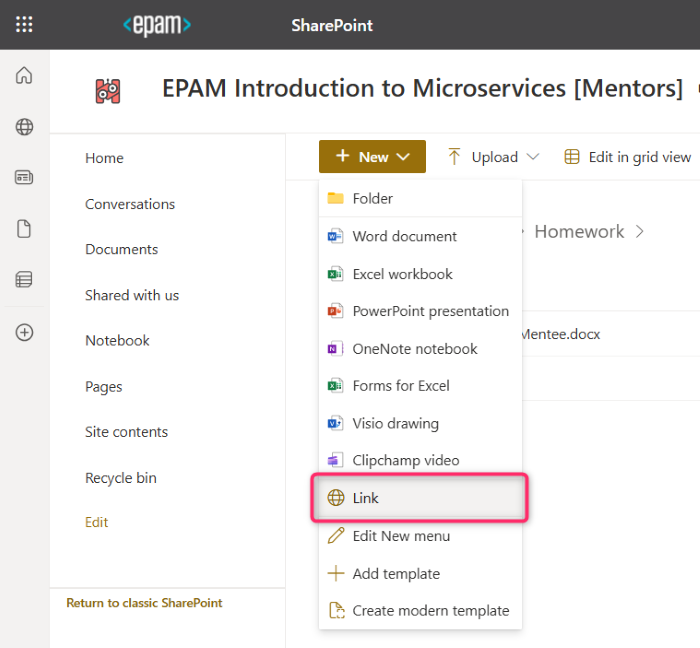 <epam>
SharePoint
EPAM Introduction to Microservices [Mentors]
Home
Conversations
Documents
Shared with us
Notebook
Pages
Site contents
Recycle bin
Edit
Return to classic SharePoint
New
Upload
Edit in grid view
Homework
Mentee.docx
Folder
Word document
Excel workbook
PowerPoint presentation
OneNote notebook
Forms for Excel
Visio drawing
Clipchamp video
Link
Edit New menu
Add template
Create modern template